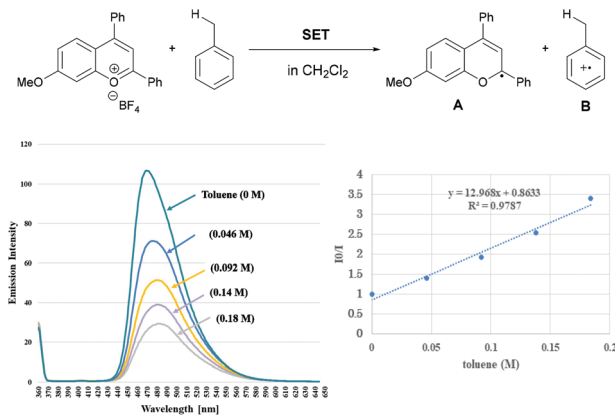 Ph
H
+
SET
in CH2Cl2
Ph
+
H
MeO
O
⊕
Ph
⊖
BF4
MeO
O
•
Ph
+•
A
B
Emission Intensity
120
100
80
60
40
20
0
Toluene (0 M)
(0.046 M)
(0.092 M)
(0.14 M)
(0.18 M)
360 370 380 390 400 410 420 430 440 450 460 470 480 490 500 510 520 530 540 550 560 570 580 590 600 610 620 630 640 650
Wavelength [nm]
I0/I
4
3.5
3
2.5
2
1.5
1
0.5
0
y = 12.968x + 0.8633
R² = 0.9787
0 0.05 0.1 0.15 0.2
toluene (M)